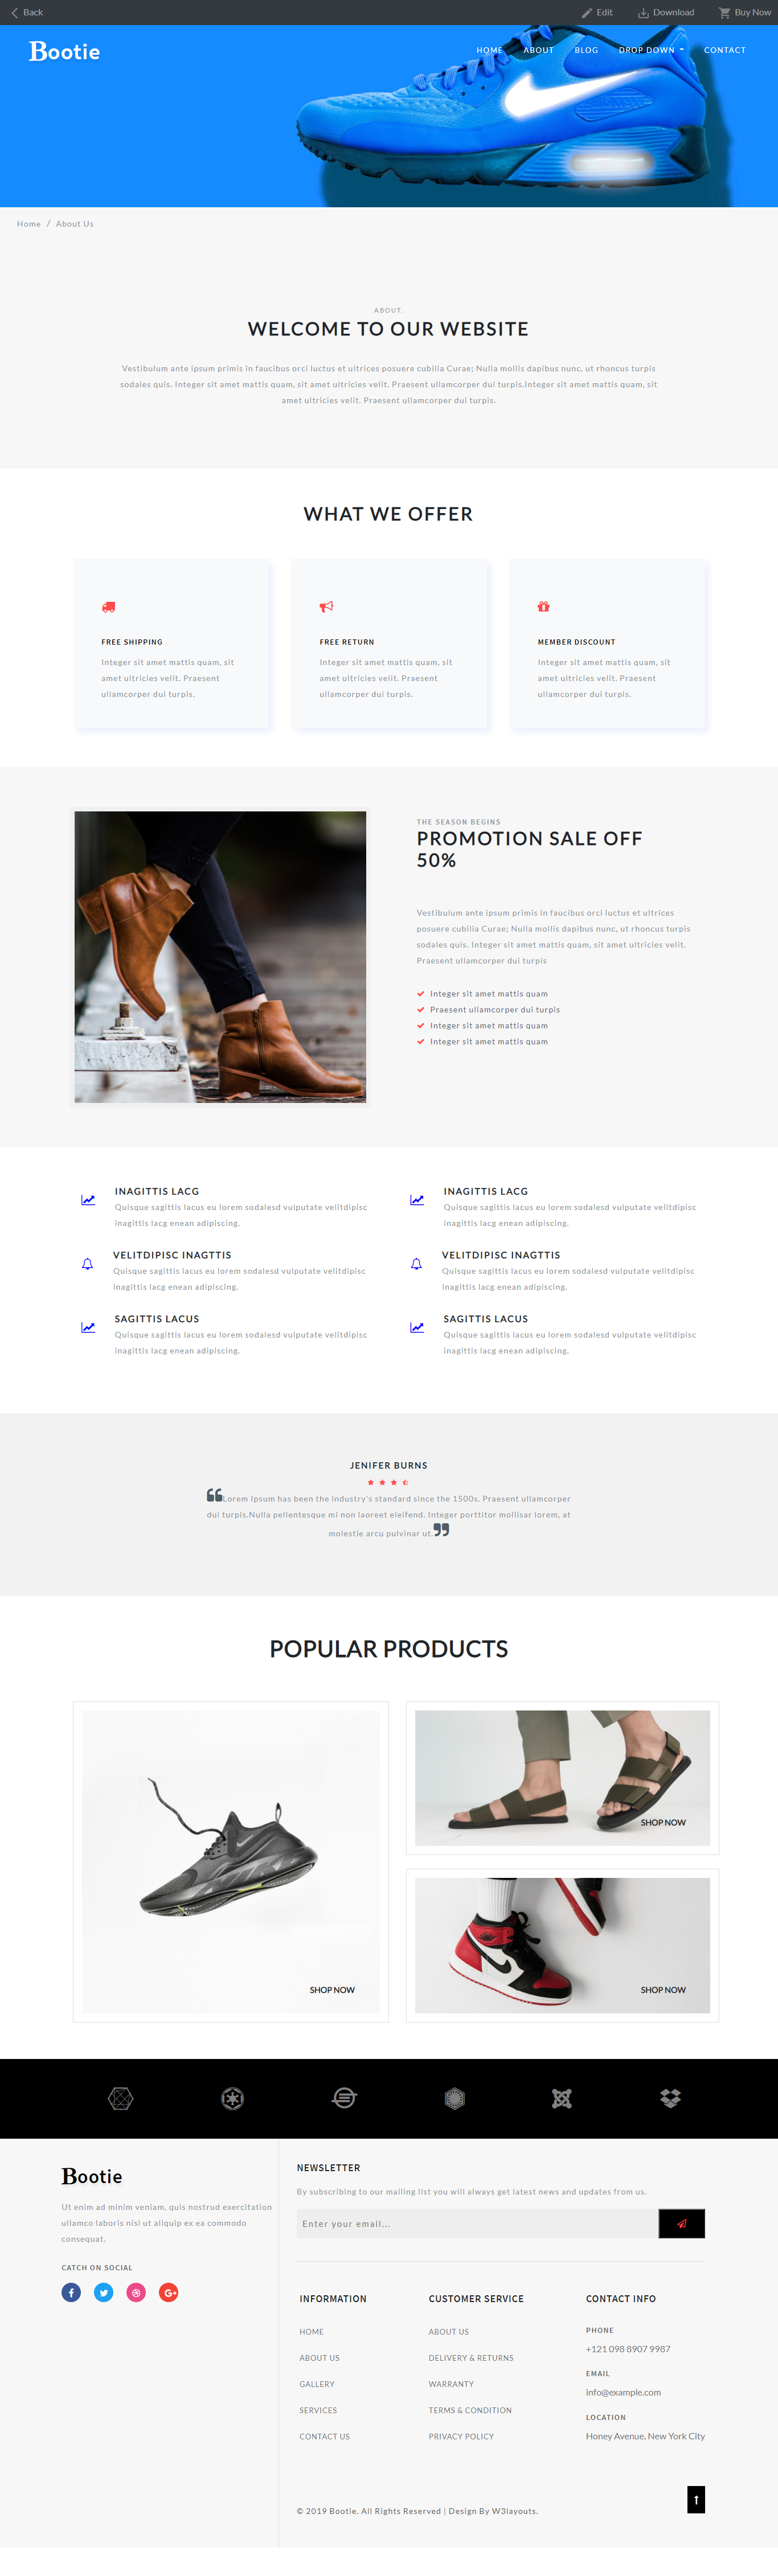 Back
Edit
Download
Buy Now
Bootie
HOME
ABOUT
BLOG
DROP DOWN
CONTACT
Home / About Us
ABOUT.
WELCOME TO OUR WEBSITE
Vestibulum ante ipsum primis in faucibus orci luctus et ultrices posuere cubilia Curae; Nulla mollis dapibus nunc, ut rhoncus turpis
sodales quis. Integer sit amet mattis quam, sit amet ultricies velit. Praesent ullamcorper dui turpis.Integer sit amet mattis quam, sit
amet ultricies velit. Praesent ullamcorper dui turpis.
WHAT WE OFFER
FREE SHIPPING
Integer sit amet mattis quam, sit
amet ultricies velit. Praesent
ullamcorper dui turpis.
FREE RETURN
Integer sit amet mattis quam, sit
amet ultricies velit. Praesent
ullamcorper dui turpis.
MEMBER DISCOUNT
Integer sit amet mattis quam, sit
amet ultricies velit. Praesent
ullamcorper dui turpis.
THE SEASON BEGINS
PROMOTION SALE OFF
50%
Vestibulum ante ipsum primis in faucibus orci luctus et ultrices
posuere cubilia Curae; Nulla mollis dapibus nunc, ut rhoncus turpis
sodales quis. Integer sit amet mattis quam, sit amet ultricies velit.
Praesent ullamcorper dui turpis
Integer sit amet mattis quam
Praesent ullamcorper dui turpis
Integer sit amet mattis quam
Integer sit amet mattis quam
INAGITTIS LACG
Quisque sagittis lacus eu lorem sodalesd vulputate velitdipisc
inagittis lacg enean adipiscing.
INAGITTIS LACG
Quisque sagittis lacus eu lorem sodalesd vulputate velitdipisc
inagittis lacg enean adipiscing.
VELITDIPISC INAGTTIS
Quisque sagittis lacus eu lorem sodalesd vulputate velitdipisc
inagittis lacg enean adipiscing.
VELITDIPISC INAGTTIS
Quisque sagittis lacus eu lorem sodalesd vulputate velitdipisc
inagittis lacg enean adipiscing.
SAGITTIS LACUS
Quisque sagittis lacus eu lorem sodalesd vulputate velitdipisc
inagittis lacg enean adipiscing.
SAGITTIS LACUS
Quisque sagittis lacus eu lorem sodalesd vulputate velitdipisc
inagittis lacg enean adipiscing.
JENIFER BURNS
Lorem Ipsum has been the industry's standard since the 1500s. Praesent ullamcorper
dui turpis.Nulla pellentesque mi non laoreet eleifend. Integer porttitor mollisar lorem, at
molestie arcu pulvinar ut.
POPULAR PRODUCTS
SHOP NOW
SHOP NOW
SHOP NOW
Bootie
Ut enim ad minim veniam, quis nostrud exercitation
ullamco laboris nisi ut aliquip ex ea commodo
consequat.
CATCH ON SOCIAL
NEWSLETTER
By subscribing to our mailing list you will always get latest news and updates from us.
Enter your email...
INFORMATION
HOME
ABOUT US
GALLERY
SERVICES
CONTACT US
CUSTOMER SERVICE
ABOUT US
DELIVERY & RETURNS
WARRANTY
TERMS & CONDITION
PRIVACY POLICY
CONTACT INFO
PHONE
+121 098 8907 9987
EMAIL
info@example.com
LOCATION
Honey Avenue, New York City
© 2019 Bootie. All Rights Reserved | Design By W3layouts.